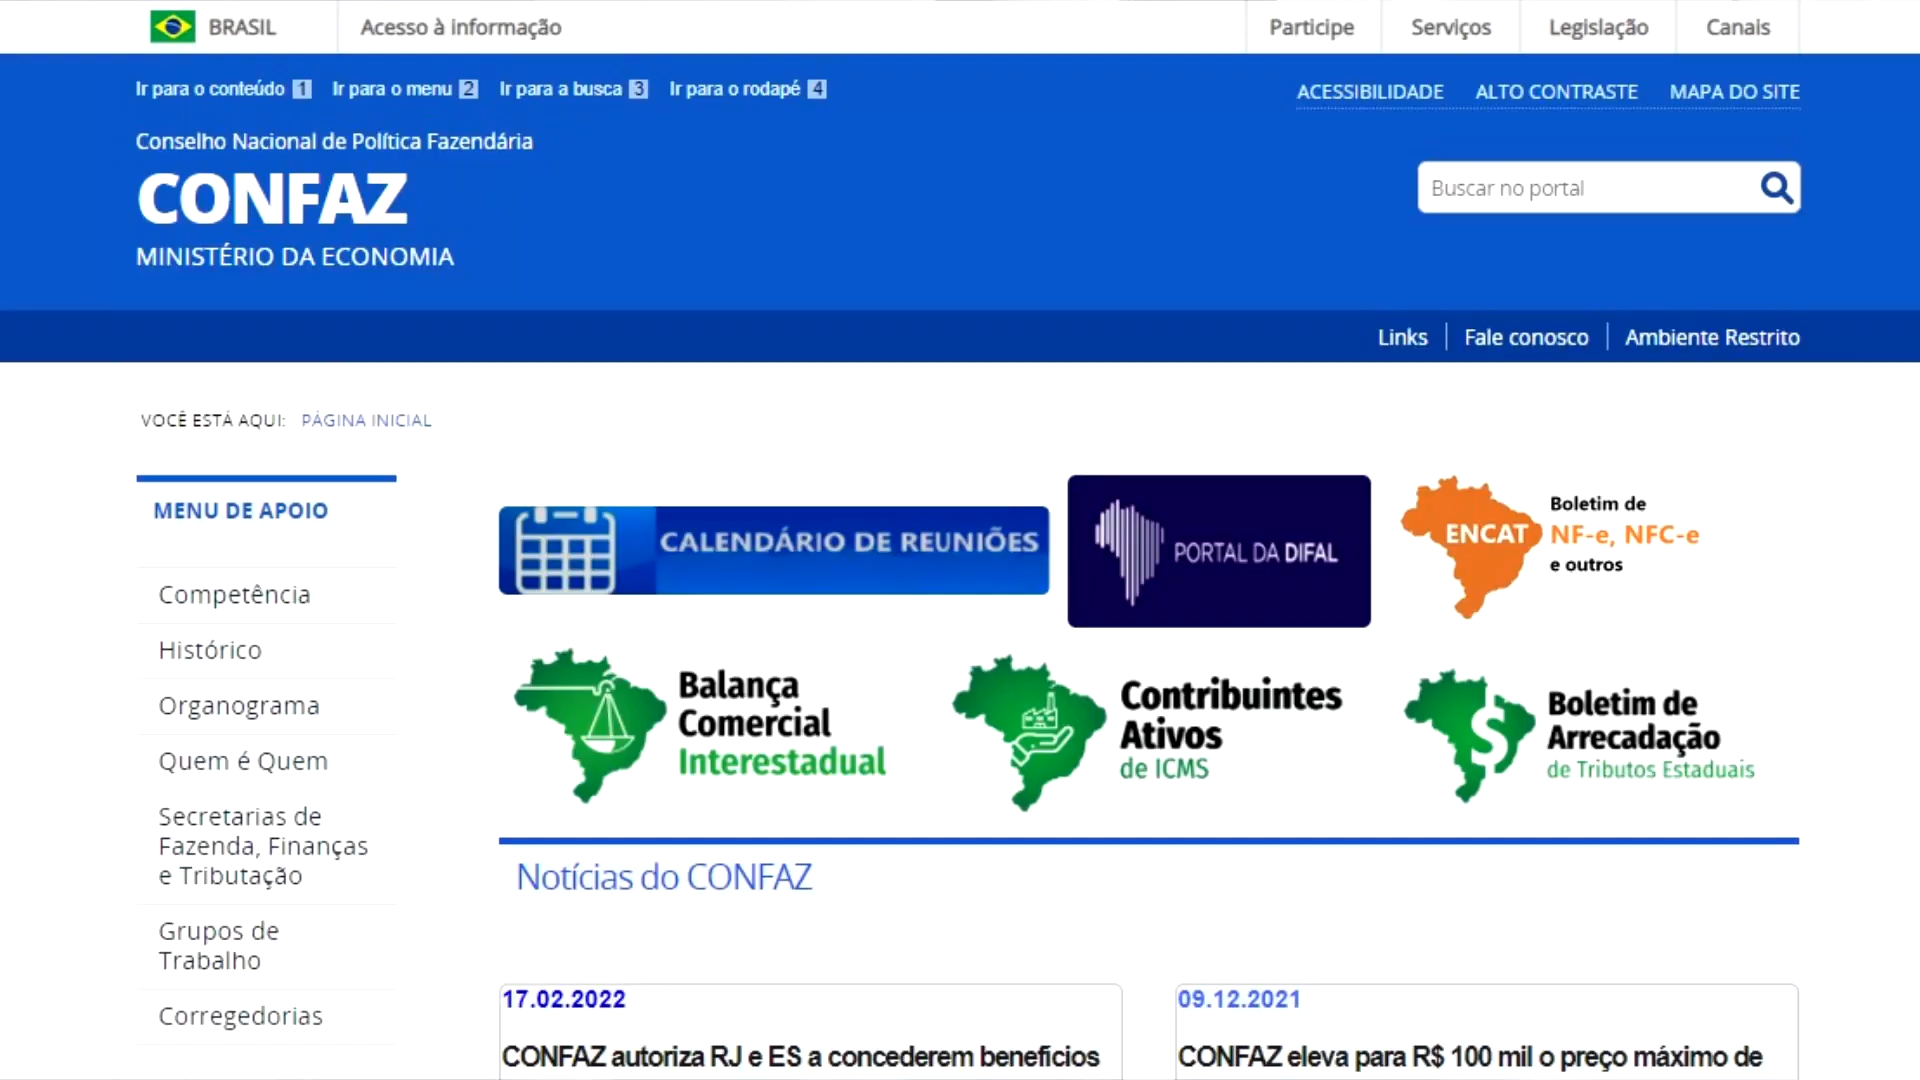 BRASIL
Acesso à informação
Participe
Serviços
Legislação
Canais
Ir para o conteúdo 1
Ir para o menu 2
Ir para a busca 3
Ir para o rodapé 4
ACESSIBILIDADE
ALTO CONTRASTE
MAPA DO SITE
Conselho Nacional de Política Fazendária
CONFAZ
MINISTÉRIO DA ECONOMIA
Buscar no portal
Links
Fale conosco
Ambiente Restrito
VOCÊ ESTÁ AQUI: PÁGINA INICIAL
MENU DE APOIO
Competência
Histórico
Organograma
Quem é Quem
Secretarias de
Fazenda, Finanças
e Tributação
Grupos de
Trabalho
Corregedorias
CALENDÁRIO DE REUNIÕES
PORTAL DA DIFAL
ENCAT
Boletim de
NF-e, NFC-e
e outros
Balança
Comercial
Interestadual
Contribuintes
Ativos
de ICMS
Boletim de
Arrecadação
de Tributos Estaduais
Notícias do CONFAZ
17.02.2022
CONFAZ autoriza RJ e ES a concederem benefícios
09.12.2021
CONFAZ eleva para R$ 100 mil o preço máximo de